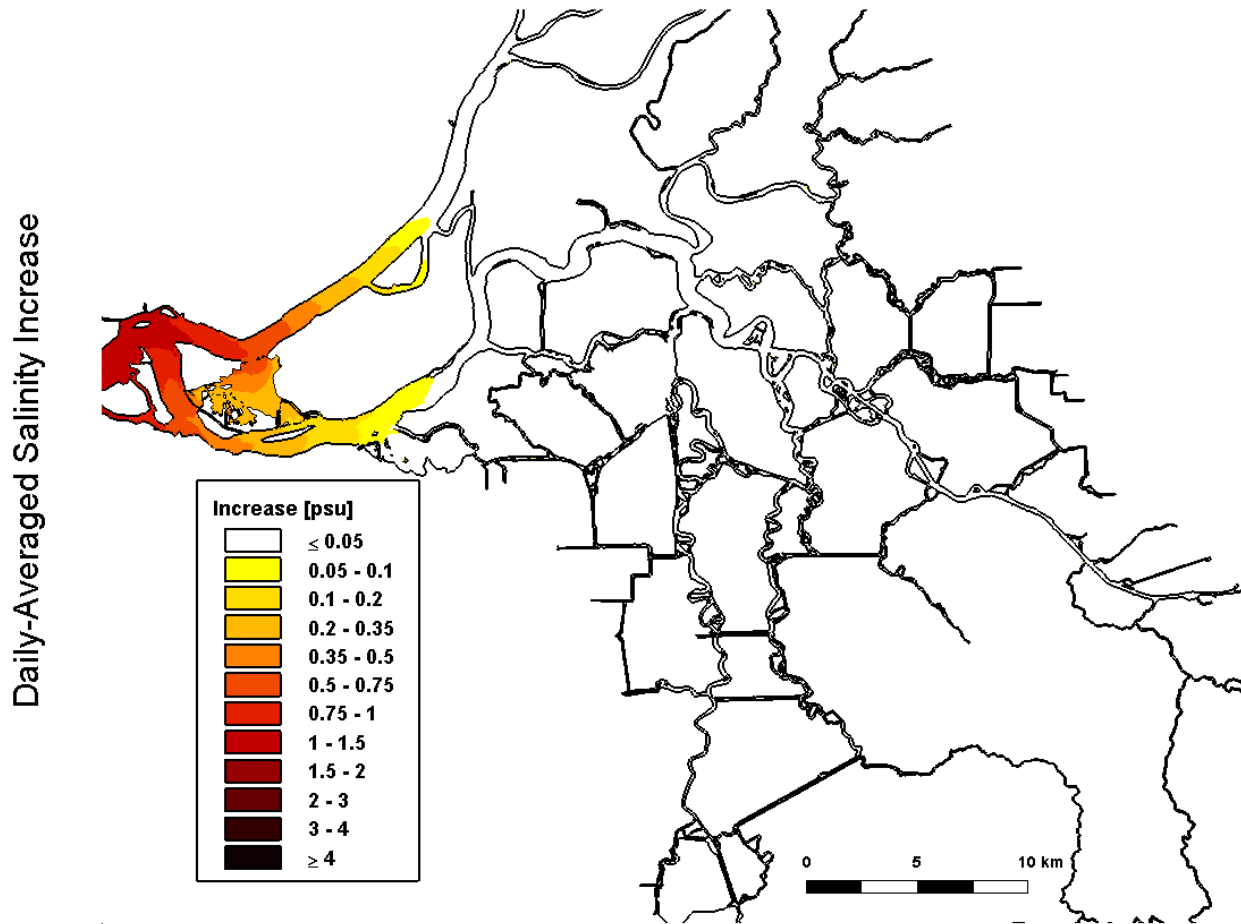 Daily-Averaged Salinity Increase
Increase [psu]
≤ 0.05
0.05 - 0.1
0.1 - 0.2
0.2 - 0.35
0.35 - 0.5
0.5 - 0.75
0.75 - 1
1 - 1.5
1.5 - 2
2 - 3
3 - 4
≥ 4
0 5 10 km